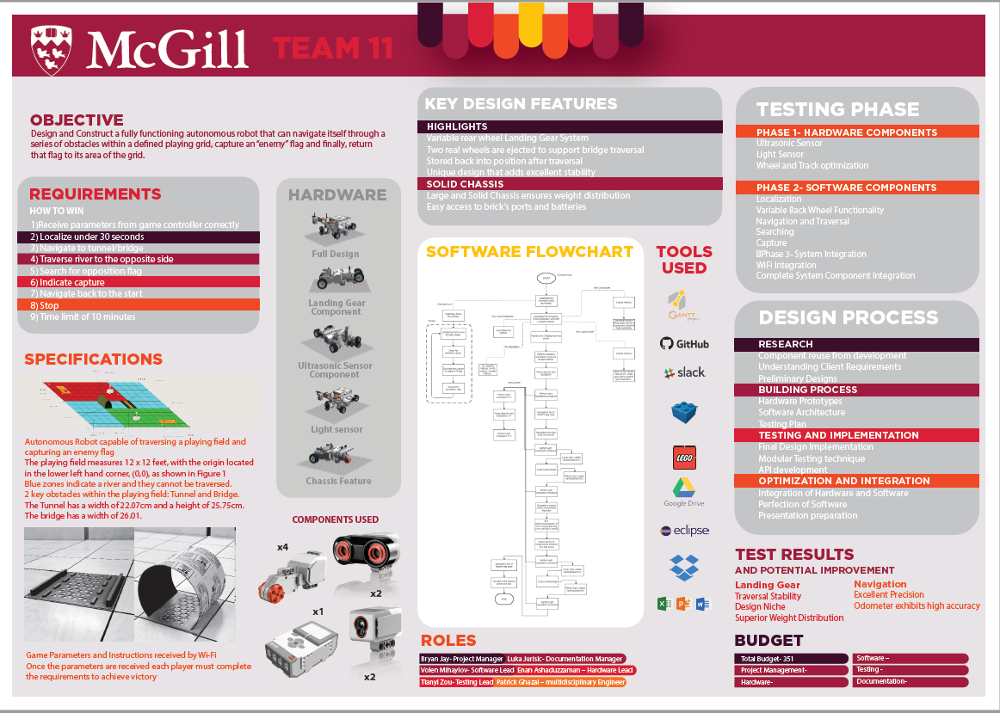 McGill
TEAM 11
OBJECTIVE
Design and Construct a fully functioning autonomous robot that can navigate itself through a
series of obstacles within a defined playing grid, capture an “enemy” flag and finally, return
that flag to its area of the grid.
REQUIREMENTS
HOW TO WIN
1)Receive parameters from game controller correctly
2) Localize under 30 seconds
3) Navigate to tunnel/bridge
4) Traverse river to the opposite side
5) Search for opposition flag
6) Indicate capture
7) Navigate back to the start
8) Stop
9) Time limit of 10 minutes
SPECIFICATIONS
Autonomous Robot capable of traversing a playing field and
capturing an enemy flag
The playing field measures 12 x 12 feet, with the origin located
in the lower left hand corner, (0,0), as shown in Figure 1
Blue zones indicate a river and they cannot be traversed.
2 key obstacles within the playing field: Tunnel and Bridge.
The Tunnel has a width of 22.07cm and a height of 25.75cm.
The bridge has a width of 26.01.
Game Parameters and Instructions received by Wi-Fi
Once the parameters are received each player must complete
the requirements to achieve victory
HARDWARE
Full Design
Landing Gear
Component
Ultrasonic Sensor
Component
Light sensor
Chassis Feature
COMPONENTS USED
x4
x2
x1
x2
KEY DESIGN FEATURES
HIGHLIGHTS
Variable rear wheel Landing Gear System
Two real wheels are ejected to support bridge traversal
Stored back into position after traversal
Unique design that adds excellent stability
SOLID CHASSIS
Large and Solid Chassis ensures weight distribution
Easy access to brick’s ports and batteries
SOFTWARE FLOWCHART
START
TOOLS
USED
GANTT
project
GitHub
slack
LEGO
Google Drive
eclipse
ROLES
Bryan Jay- Project Manager Luka Jurisic- Documentation Manager
Volen Mihaylov- Software Lead Enan Ashaduzzaman – Hardware Lead
Tianyi Zou- Testing Lead Patrick Ghazal – multidisciplinary Engineer
TESTING PHASE
PHASE 1- HARDWARE COMPONENTS
Ultrasonic Sensor
Light Sensor
Wheel and Track optimization
PHASE 2- SOFTWARE COMPONENTS
Localization
Variable Back Wheel Functionality
Navigation and Traversal
Searching
Capture
Phase 3- System Integration
WiFi Integration
Complete System Component Integration
DESIGN PROCESS
RESEARCH
Component reuse from development
Understanding Client Requirements
Preliminary Designs
BUILDING PROCESS
Hardware Prototypes
Software Architecture
Testing Plan
TESTING AND IMPLEMENTATION
Final Design Implementation
Modular Testing technique
API development
OPTIMIZATION AND INTEGRATION
Integration of Hardware and Software
Perfection of Software
Presentation preparation
TEST RESULTS
AND POTENTIAL IMPROVEMENT
Landing Gear
Traversal Stability
Design Niche
Superior Weight Distribution
Navigation
Excellent Precision
Odometer exhibits high accuracy
BUDGET
Total Budget- 351
Project Management-
Hardware-
Software –
Testing -
Documentation-